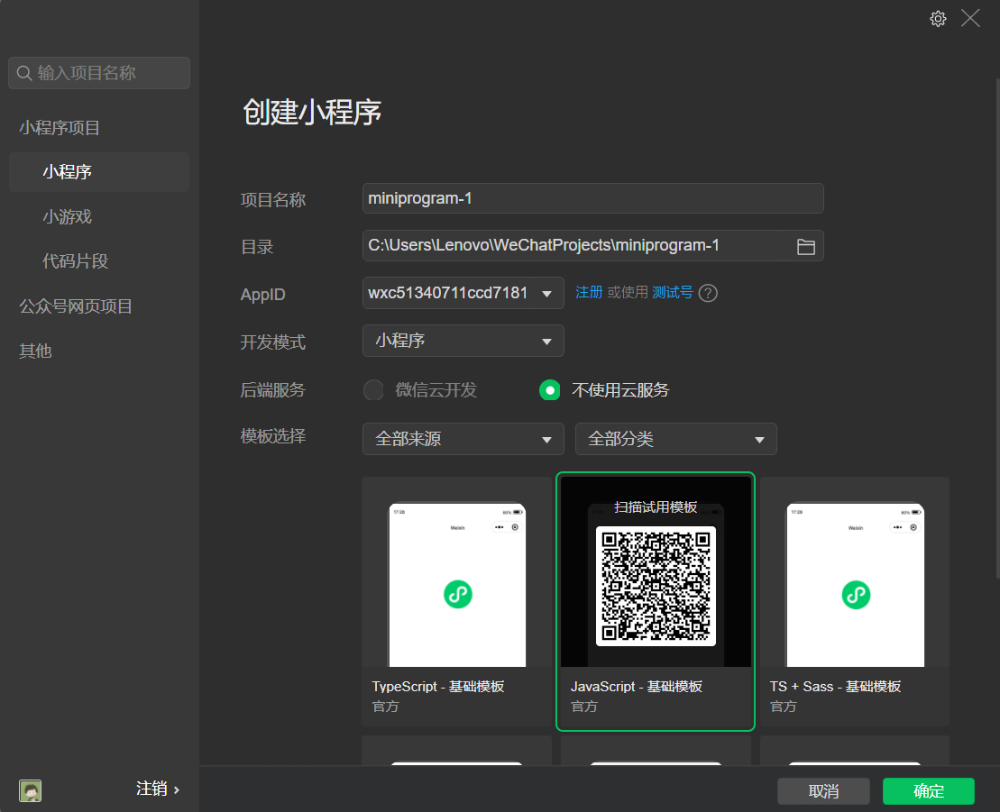 输入项目名称
小程序项目
小程序
小游戏
代码片段
公众号网页项目
其他
注销 ›
创建小程序
项目名称 miniprogram-1
目录 C:\Users\Lenovo\WeChatProjects\miniprogram-1
AppID wxc51340711ccd7181 注册 或使用 测试号 ?
开发模式 小程序
后端服务 微信云开发 不使用云服务
模板选择 全部来源 全部分类
17:28 80%
Weixin
TypeScript - 基础模板
官方
扫描试用模板
JavaScript - 基础模板
官方
17:28 80%
Weixin
TS + Sass - 基础模板
官方
取消 确定